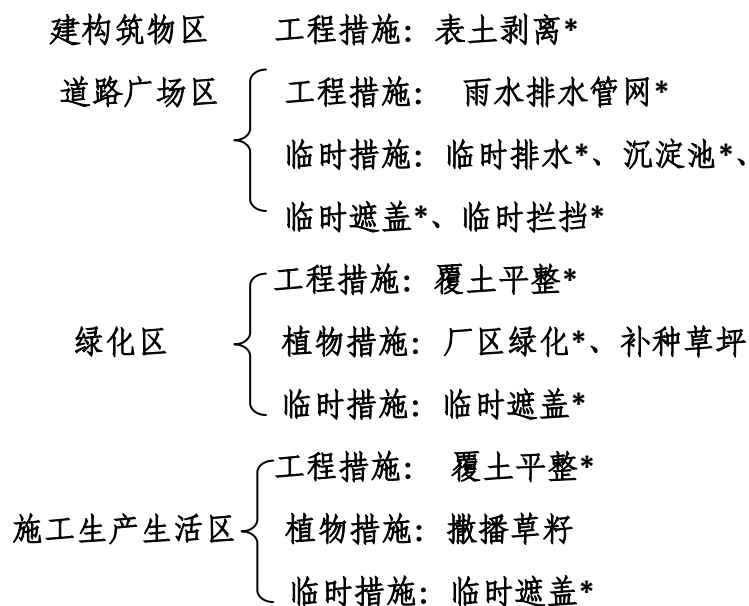 建构筑物区 工程措施：表土剥离*
道路广场区 工程措施： 雨水排水管网*
临时措施：临时排水*、沉淀池*、
临时遮盖*、临时拦挡*
工程措施：覆土平整*
绿化区 植物措施：厂区绿化*、补种草坪
临时措施：临时遮盖*
工程措施： 覆土平整*
施工生产生活区 植物措施：撒播草籽
临时措施：临时遮盖*